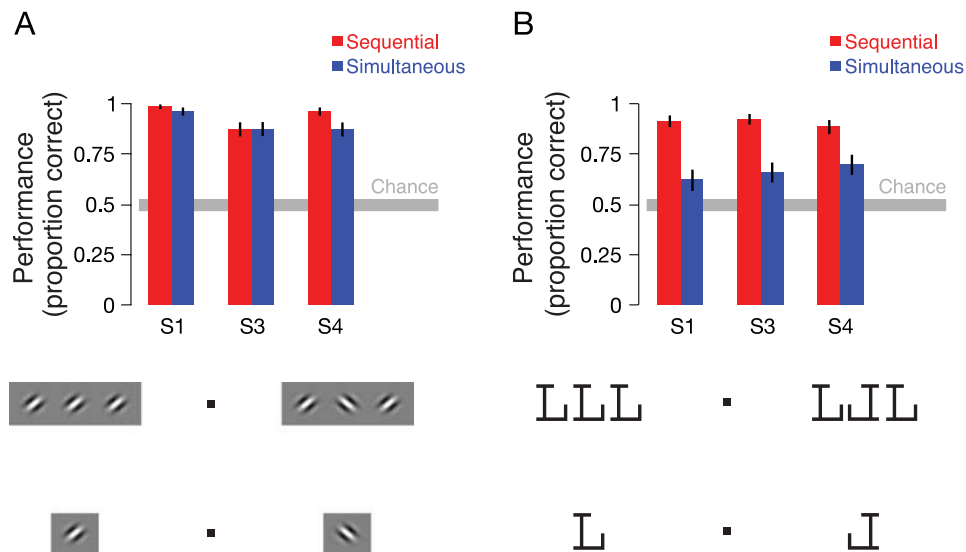 A
Sequential
Simultaneous
Performance
(proportion correct)
1
0.75
0.5
0.25
0
Chance
S1 S3 S4
B
Sequential
Simultaneous
Performance
(proportion correct)
1
0.75
0.5
0.25
0
Chance
S1 S3 S4